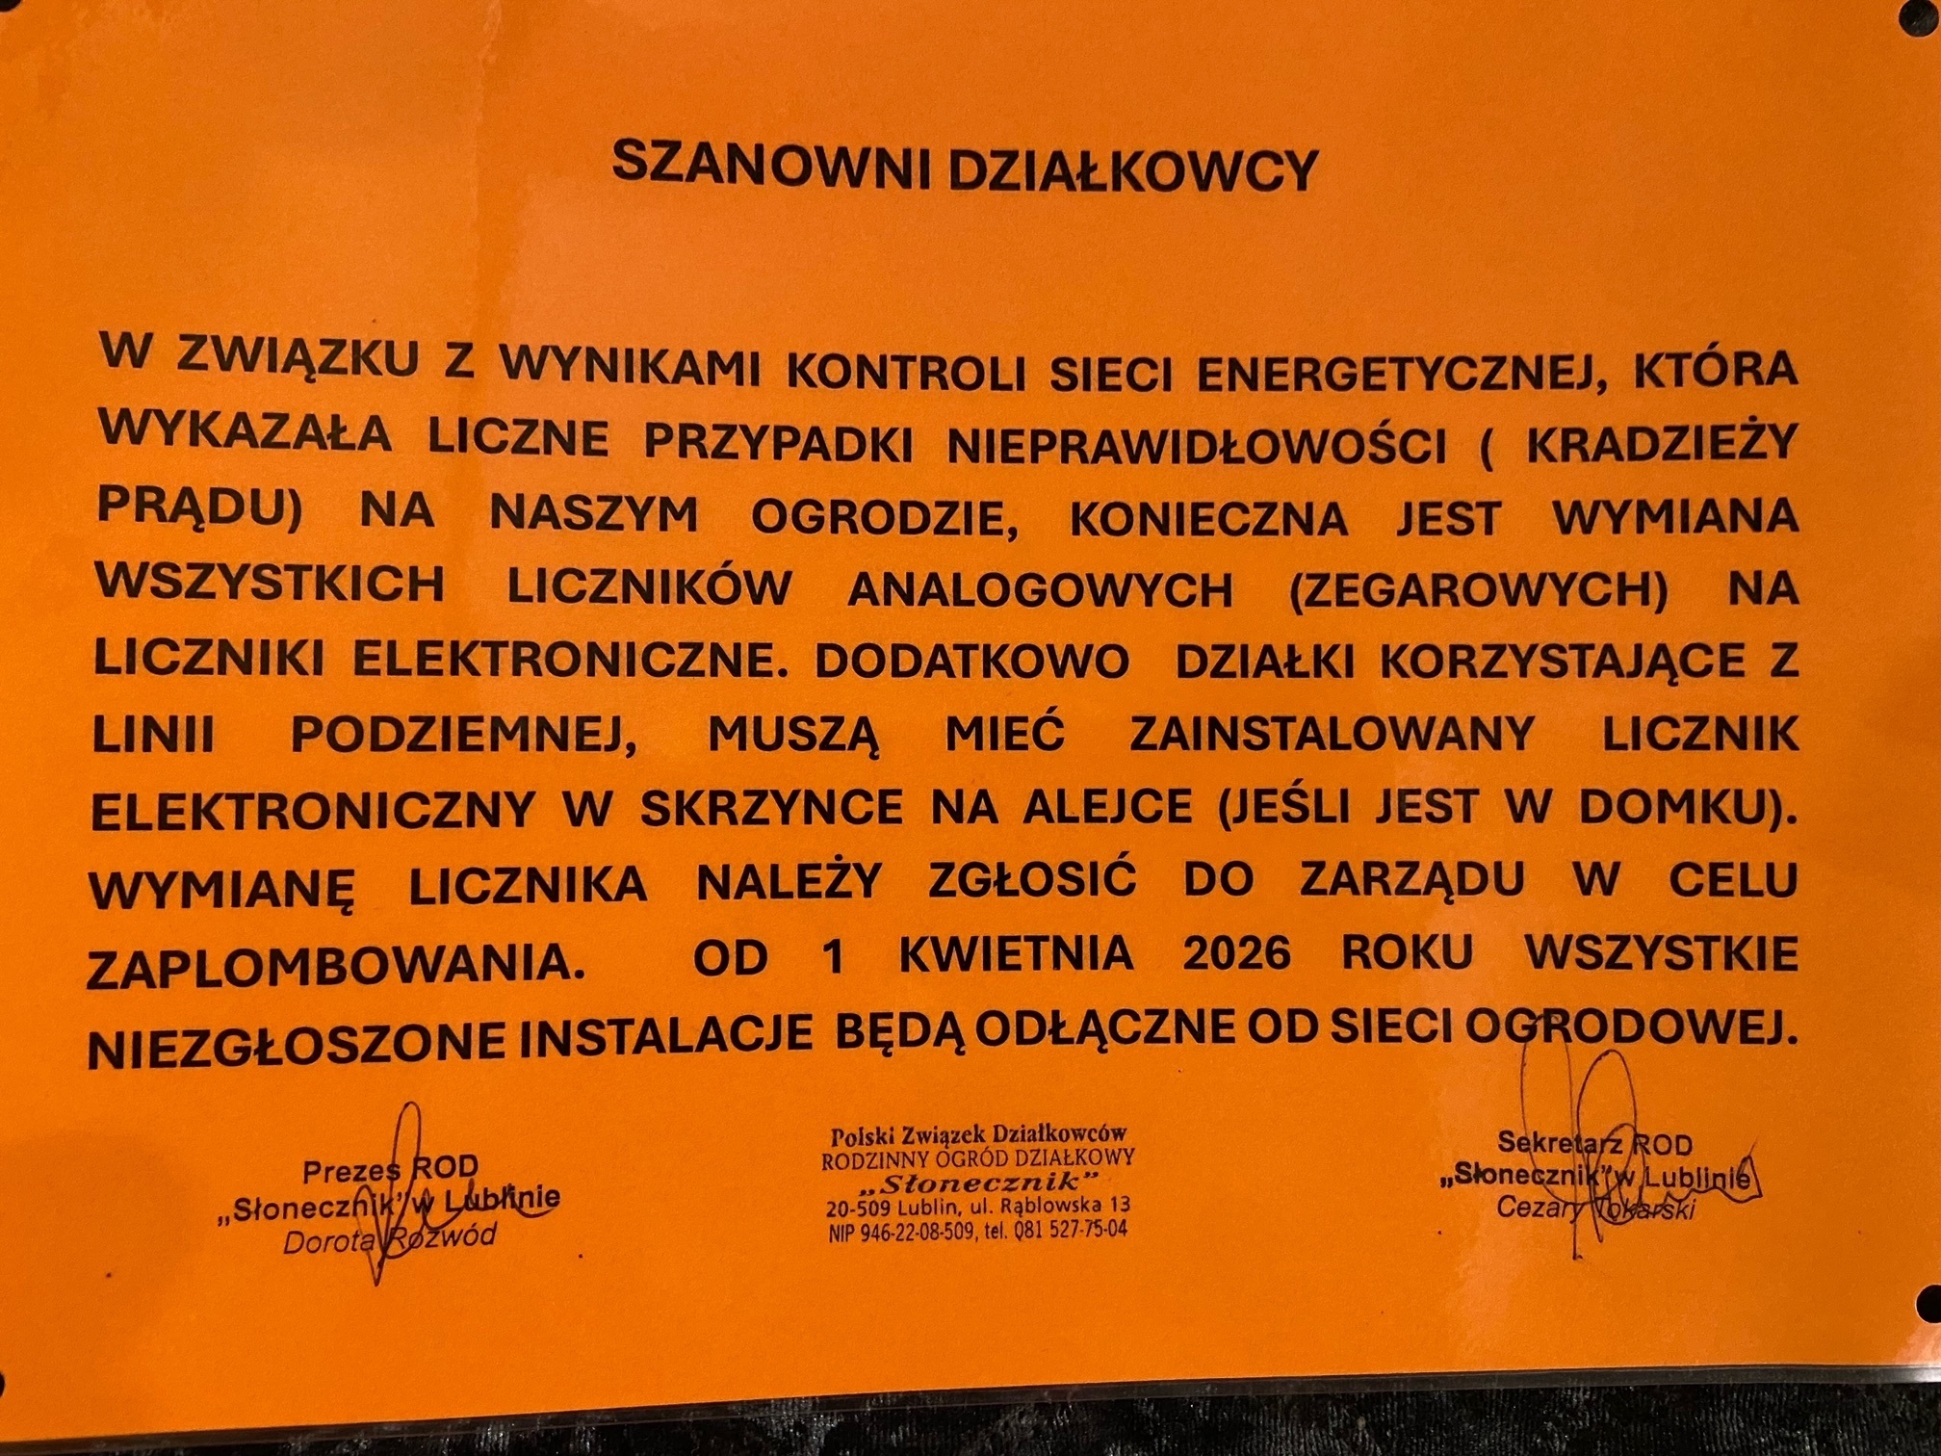 SZANOWNI DZIAŁKOWCY
W ZWIĄZKU Z WYNIKAMI KONTROLI SIECI ENERGETYCZNEJ, KTÓRA
WYKAZAŁA LICZNE PRZYPADKI NIEPRAWIDŁOWOŚCI ( KRADZIEŻY
PRĄDU) NA NASZYM OGRODZIE, KONIECZNA JEST WYMIANA
WSZYSTKICH LICZNIKÓW ANALOGOWYCH (ZEGAROWYCH) NA
LICZNIKI ELEKTRONICZNE. DODATKOWO DZIAŁKI KORZYSTAJĄCE Z
LINII PODZIEMNEJ, MUSZĄ MIEĆ ZAINSTALOWANY LICZNIK
ELEKTRONICZNY W SKRZYNCE NA ALEJCE (JEŚLI JEST W DOMKU).
WYMIANĘ LICZNIKA NALEŻY ZGŁOSIĆ DO ZARZĄDU W CELU
ZAPLOMBOWANIA. OD 1 KWIETNIA 2026 ROKU WSZYSTKIE
NIEZGŁOSZONE INSTALACJE BĘDĄ ODŁĄCZNE OD SIECI OGRODOWEJ.
Prezes ROD
„Słonecznik" w Lublinie
Dorota Rozwód
Polski Związek Działkowców
RODZINNY OGRÓD DZIAŁKOWY
„Słonecznik"
20-509 Lublin, ul. Rąblowska 13
NIP 946-22-08-509, tel. 081 527-75-04
Sekretarz ROD
„Słonecznik" w Lublinie
Cezary Tokarski